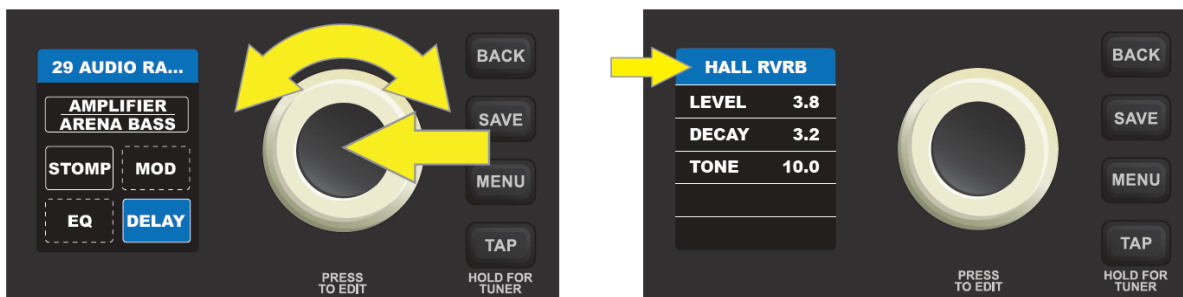 29 AUDIO RA...
AMPLIFIER
ARENA BASS
STOMP MOD
EQ DELAY
BACK
SAVE
MENU
TAP
PRESS
TO EDIT
HOLD FOR
TUNER
HALL RVRB
LEVEL 3.8
DECAY 3.2
TONE 10.0
BACK
SAVE
MENU
TAP
PRESS
TO EDIT
HOLD FOR
TUNER